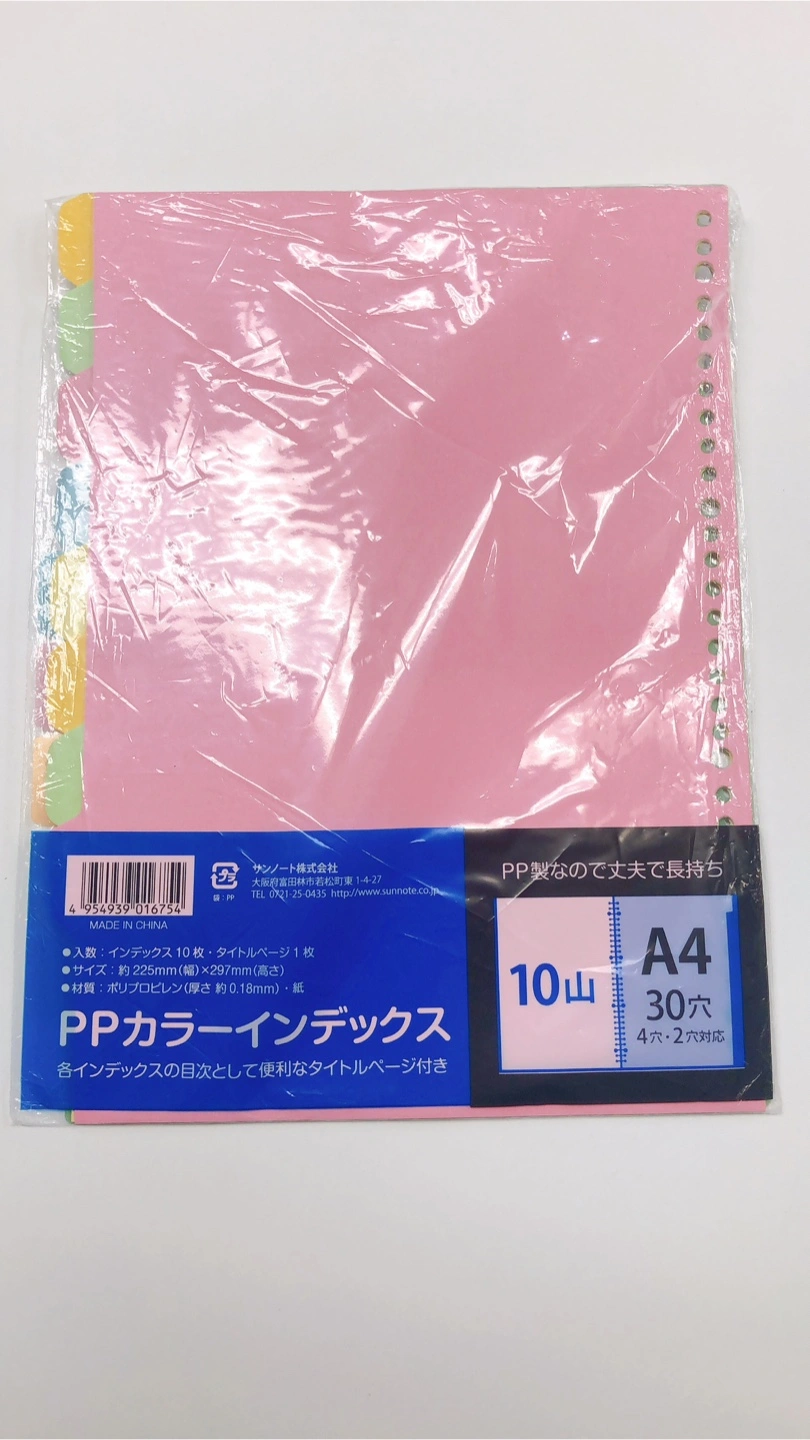 4 954939 016754
MADE IN CHINA
プラ
袋:PP
サンノート株式会社
大阪府富田林市若松町東 1-4-27
TEL 0721-25-0435 http://www.sunnote.co.jp
●入数:インデックス 10 枚・タイトルページ 1 枚
●サイズ:約 225mm(幅)×297mm(高さ)
●材質:ポリプロピレン(厚さ 約 0.18mm)・紙
PPカラーインデックス
各インデックスの目次として便利なタイトルページ付き
PP製なので丈夫で長持ち
10山
A4
30穴
4穴・2穴対応